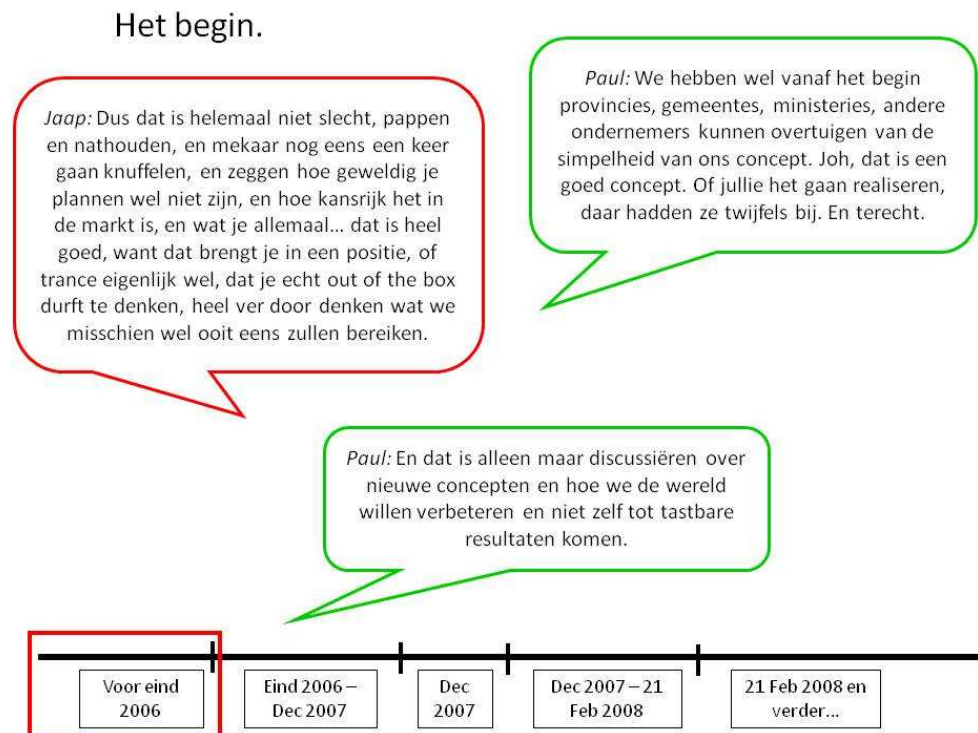 Het begin.
Jaap: Dus dat is helemaal niet slecht, pappen
en nathouden, en mekaar nog eens een keer
gaan knuffelen, en zeggen hoe geweldig je
plannen wel niet zijn, en hoe kansrijk het in
de markt is, en wat je allemaal... dat is heel
goed, want dat brengt je in een positie, of
trance eigenlijk wel, dat je echt out of the box
durft te denken, heel ver door denken wat we
misschien wel ooit eens zullen bereiken.
Paul: We hebben wel vanaf het begin
provincies, gemeentes, ministeries, andere
ondernemers kunnen overtuigen van de
simpelheid van ons concept. Joh, dat is een
goed concept. Of jullie het gaan realiseren,
daar hadden ze twijfels bij. En terecht.
Paul: En dat is alleen maar discussiëren over
nieuwe concepten en hoe we de wereld
willen verbeteren en niet zelf tot tastbare
resultaten komen.
Voor eind
2006
Eind 2006 –
Dec 2007
Dec
2007
Dec 2007 – 21
Feb 2008
21 Feb 2008 en
verder...